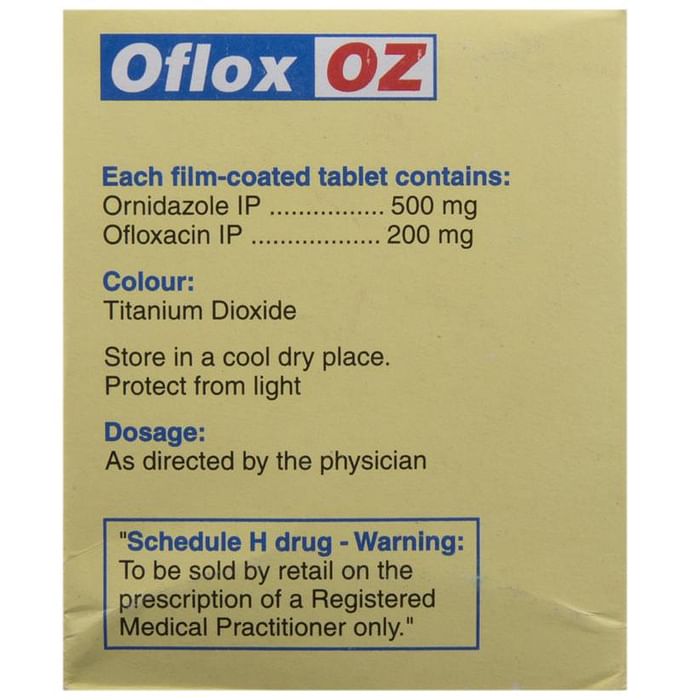 Oflox OZ
Each film-coated tablet contains:
Ornidazole IP ................ 500 mg
Ofloxacin IP .................. 200 mg
Colour:
Titanium Dioxide
Store in a cool dry place.
Protect from light
Dosage:
As directed by the physician
"Schedule H drug - Warning:
To be sold by retail on the
prescription of a Registered
Medical Practitioner only."